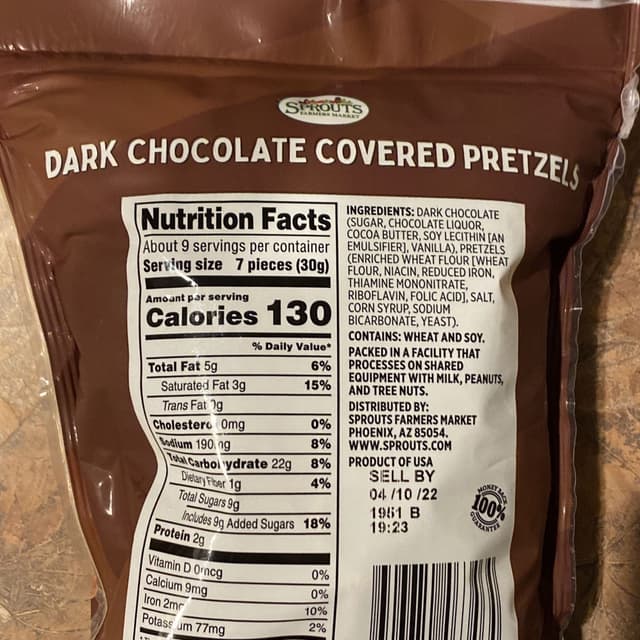 SPROUTS
FARMERS MARKET
DARK CHOCOLATE COVERED PRETZELS
Nutrition Facts
About 9 servings per container
Serving size 7 pieces (30g)
Amount per serving
Calories 130
% Daily Value*
Total Fat 5g 6%
Saturated Fat 3g 15%
Trans Fat 0g
Cholesterol 0mg 0%
Sodium 190mg 8%
Total Carbohydrate 22g 8%
Dietary Fiber 1g 4%
Total Sugars 9g
Includes 9g Added Sugars 18%
Protein 2g
Vitamin D 0mcg 0%
Calcium 9mg 0%
Iron 2mg 10%
Potassium 77mg 2%
INGREDIENTS: DARK CHOCOLATE
(SUGAR, CHOCOLATE LIQUOR,
COCOA BUTTER, SOY LECITHIN [AN
EMULSIFIER], VANILLA), PRETZELS
(ENRICHED WHEAT FLOUR [WHEAT
FLOUR, NIACIN, REDUCED IRON,
THIAMINE MONONITRATE,
RIBOFLAVIN, FOLIC ACID], SALT,
CORN SYRUP, SODIUM
BICARBONATE, YEAST).
CONTAINS: WHEAT AND SOY.
PACKED IN A FACILITY THAT
PROCESSES ON SHARED
EQUIPMENT WITH MILK, PEANUTS,
AND TREE NUTS.
DISTRIBUTED BY:
SPROUTS FARMERS MARKET
PHOENIX, AZ 85054.
WWW.SPROUTS.COM
PRODUCT OF USA
SELL BY
04/10/22
1951 B
19:23
MONEY BACK
100%
GUARANTEE